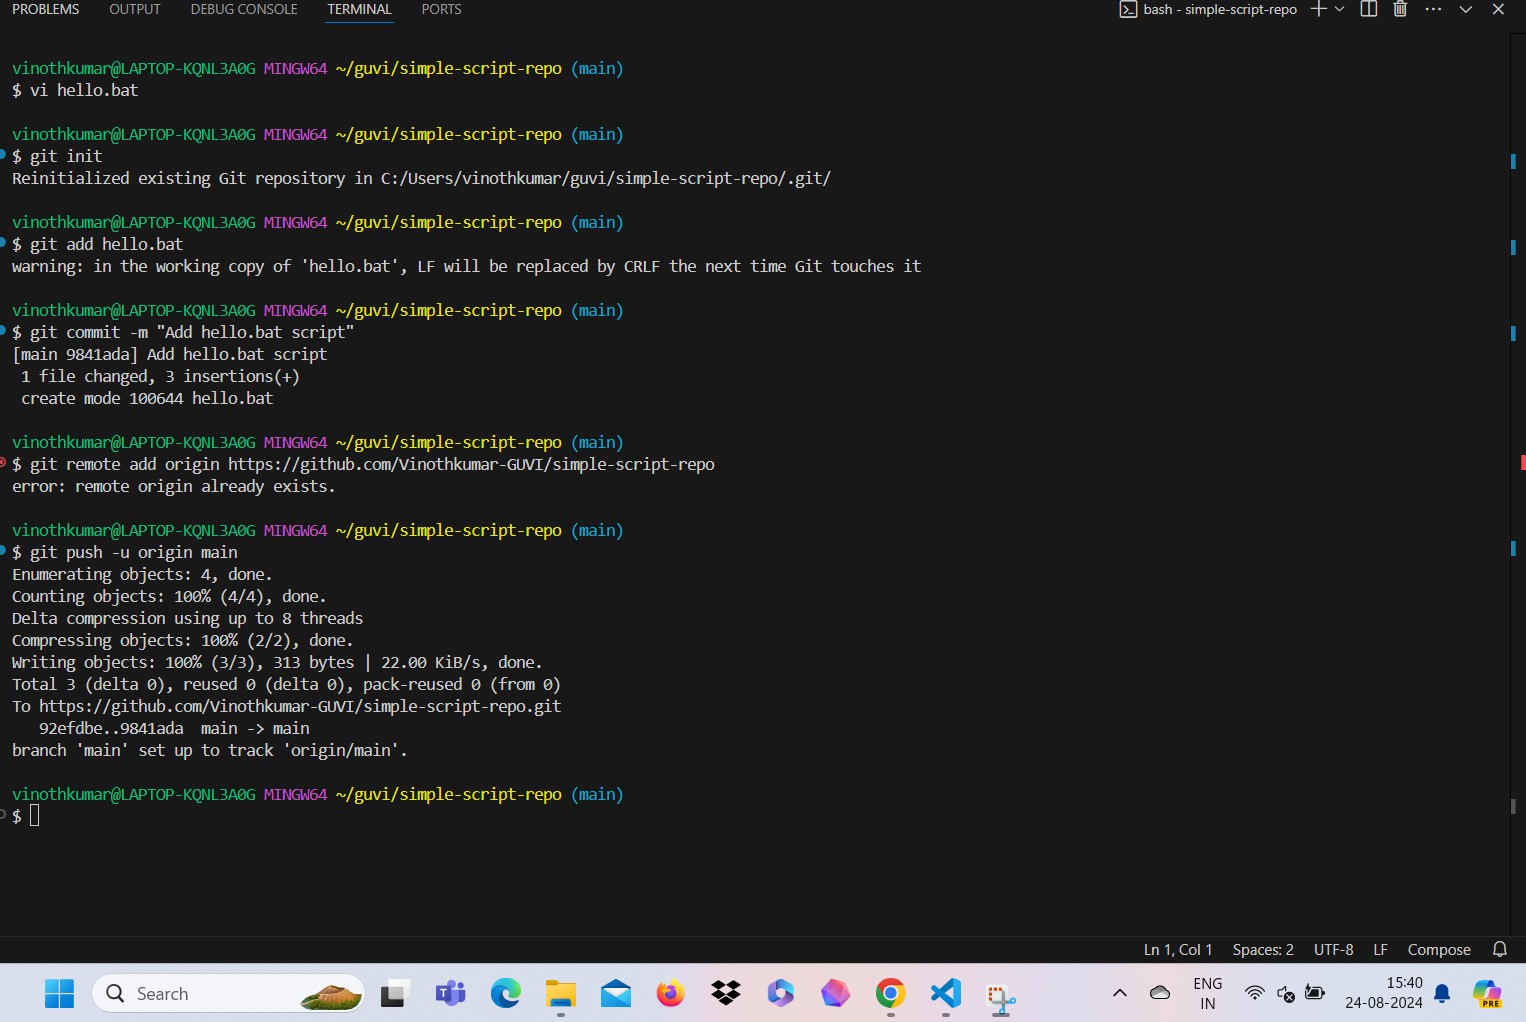 PROBLEMS OUTPUT DEBUG CONSOLE TERMINAL PORTS bash - simple-script-repo
vinothkumar@LAPTOP-KQNL3A0G MINGW64 ~/guvi/simple-script-repo (main)
$ vi hello.bat
vinothkumar@LAPTOP-KQNL3A0G MINGW64 ~/guvi/simple-script-repo (main)
$ git init
Reinitialized existing Git repository in C:/Users/vinothkumar/guvi/simple-script-repo/.git/
vinothkumar@LAPTOP-KQNL3A0G MINGW64 ~/guvi/simple-script-repo (main)
$ git add hello.bat
warning: in the working copy of 'hello.bat', LF will be replaced by CRLF the next time Git touches it
vinothkumar@LAPTOP-KQNL3A0G MINGW64 ~/guvi/simple-script-repo (main)
$ git commit -m "Add hello.bat script"
[main 9841ada] Add hello.bat script
1 file changed, 3 insertions(+)
create mode 100644 hello.bat
vinothkumar@LAPTOP-KQNL3A0G MINGW64 ~/guvi/simple-script-repo (main)
$ git remote add origin https://github.com/Vinothkumar-GUVI/simple-script-repo
error: remote origin already exists.
vinothkumar@LAPTOP-KQNL3A0G MINGW64 ~/guvi/simple-script-repo (main)
$ git push -u origin main
Enumerating objects: 4, done.
Counting objects: 100% (4/4), done.
Delta compression using up to 8 threads
Compressing objects: 100% (2/2), done.
Writing objects: 100% (3/3), 313 bytes | 22.00 KiB/s, done.
Total 3 (delta 0), reused 0 (delta 0), pack-reused 0 (from 0)
To https://github.com/Vinothkumar-GUVI/simple-script-repo.git
92efdbe..9841ada  main -> main
branch 'main' set up to track 'origin/main'.
vinothkumar@LAPTOP-KQNL3A0G MINGW64 ~/guvi/simple-script-repo (main)
$
Ln 1, Col 1 Spaces: 2 UTF-8 LF Compose
Search
ENG
IN
15:40
24-08-2024
PRE